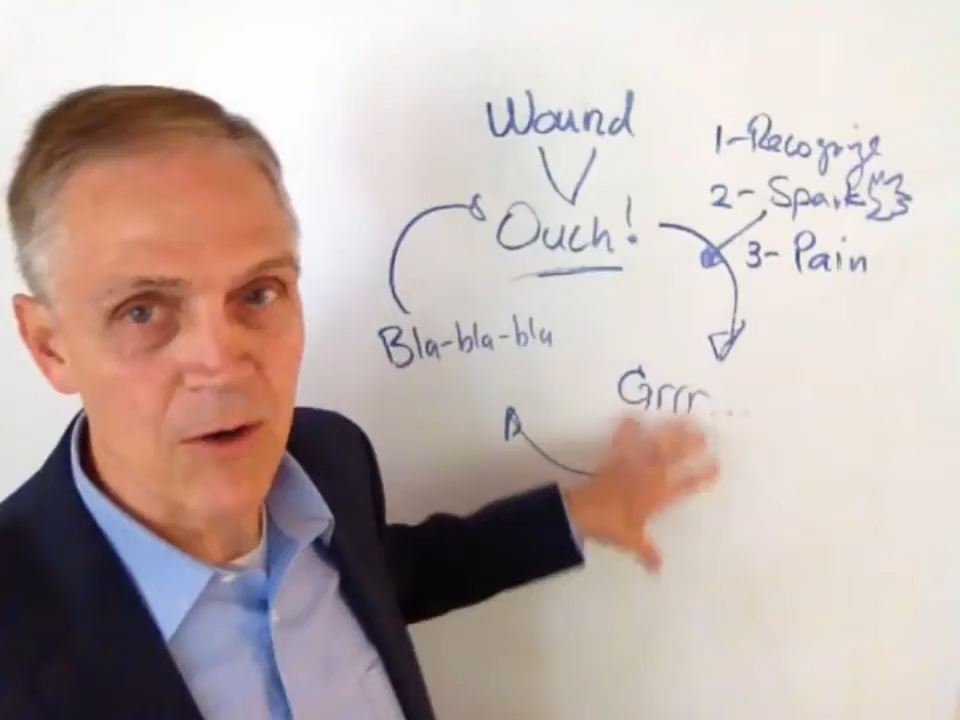 Wound
Ouch!
Bla-bla-bla
Grrr...
1-Recognize
2-Spark
3-Pain